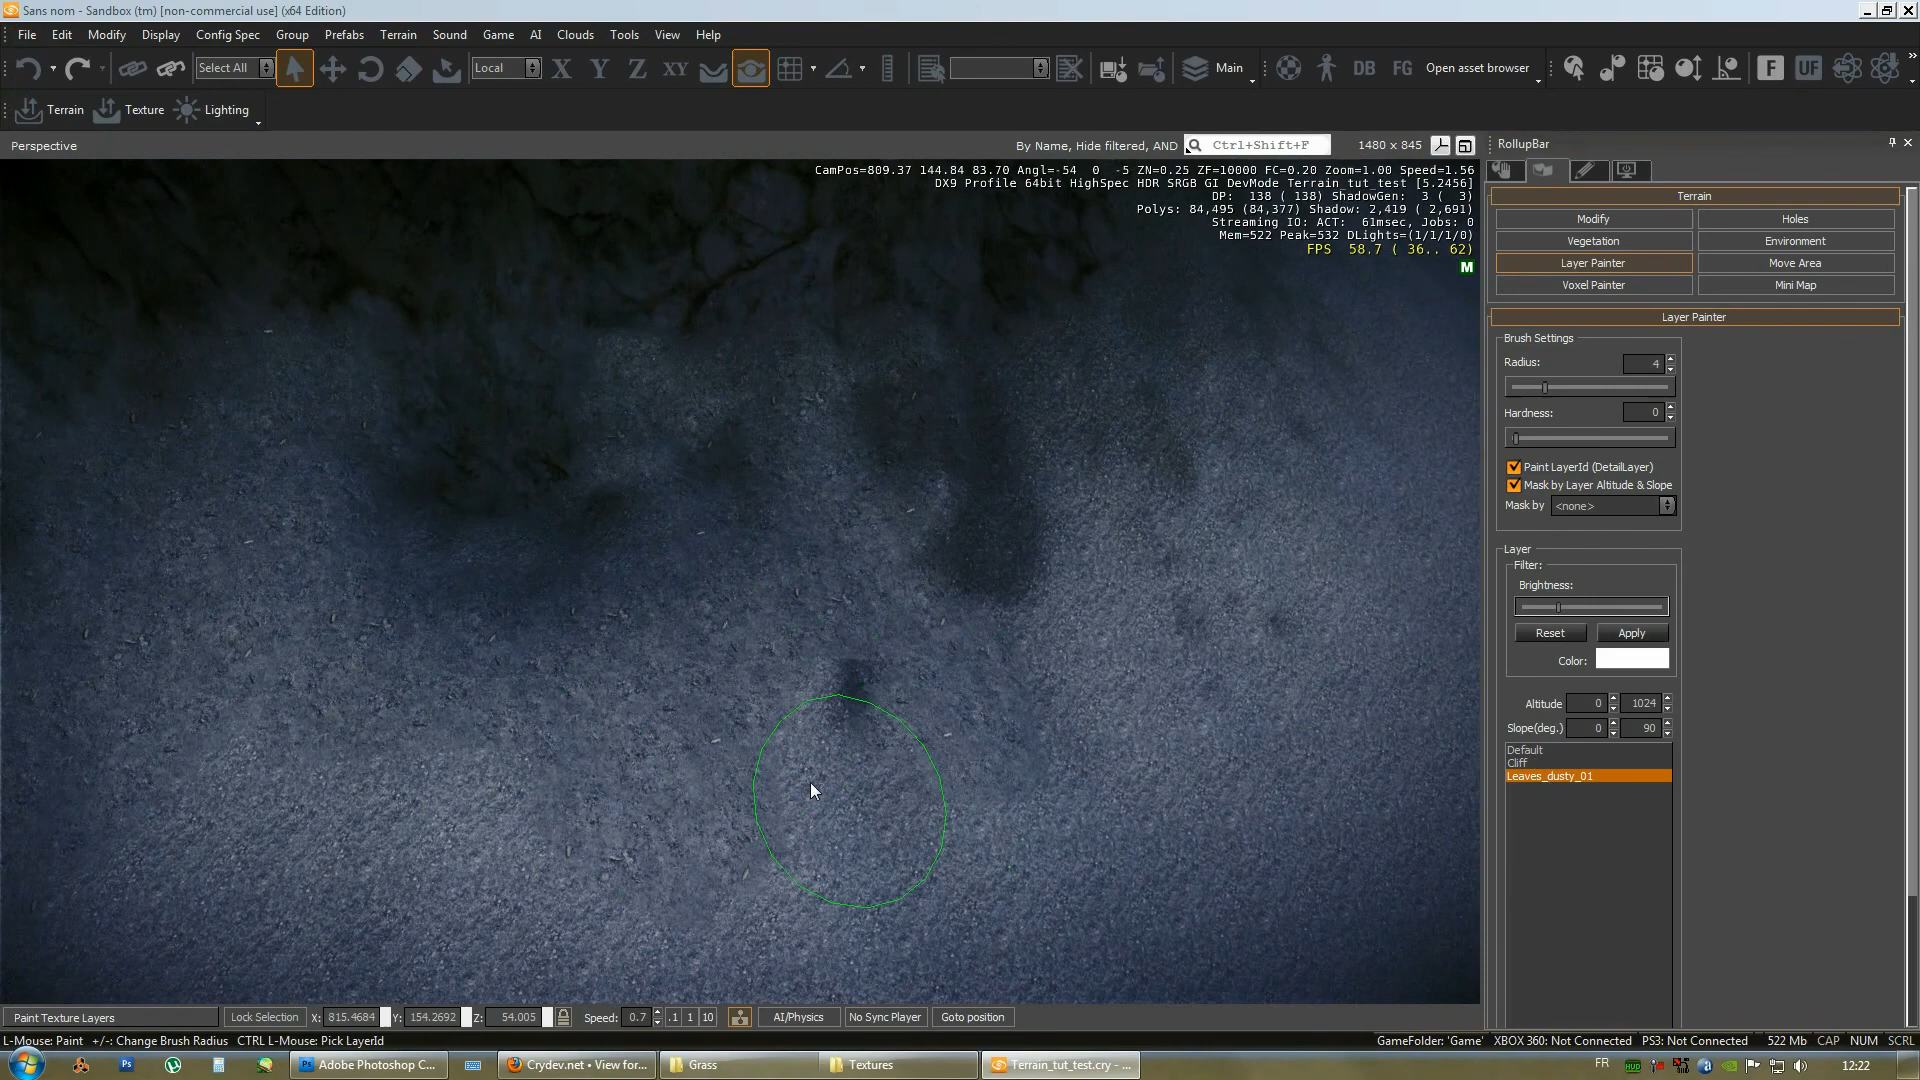 Sans nom - Sandbox (tm) [non-commercial use] (x64 Edition)
File Edit Modify Display Config Spec Group Prefabs Terrain Sound Game AI Clouds Tools View Help
Select All Local X Y Z XY Main DB FG Open asset browser F UF
Terrain Texture Lighting
Perspective By Name, Hide filtered, AND Ctrl+Shift+F 1480 x 845
CamPos=809.37 144.84 83.70 Angl=-54 0 -5 ZN=0.25 ZF=10000 FC=0.20 Zoom=1.00 Speed=1.56
DX9 Profile 64bit HighSpec HDR SRGB GI DevMode Terrain_tut_test [5.2456]
DP: 138 ( 138) ShadowGen: 3 ( 3)
Polys: 84,495 (84,377) Shadow: 2,419 ( 2,691)
Streaming IO: ACT: 61msec, Jobs: 0
Mem=522 Peak=532 DLights=(1/1/1/0)
FPS 58.7 ( 36.. 62)
M
RollupBar
Terrain
Modify Holes
Vegetation Environment
Layer Painter Move Area
Voxel Painter Mini Map
Layer Painter
Brush Settings
Radius: 4
Hardness: 0
Paint LayerId (DetailLayer)
Mask by Layer Altitude & Slope
Mask by <none>
Layer
Filter:
Brightness:
Reset Apply
Color:
Altitude 0 1024
Slope(deg.) 0 90
Default
Cliff
Leaves_dusty_01
Paint Texture Layers Lock Selection X: 815.4684 Y: 154.2692 Z: 54.005 Speed: 0.7 .1 1 10 AI/Physics No Sync Player Goto position
L-Mouse: Paint +/-: Change Brush Radius CTRL L-Mouse: Pick LayerId GameFolder: 'Game' XBOX 360: Not Connected PS3: Not Connected 522 Mb CAP NUM SCRL
Ps Ps Adobe Photoshop C... Crydev.net • View for... Grass Textures Terrain_tut_test.cry - ... FR 12:22